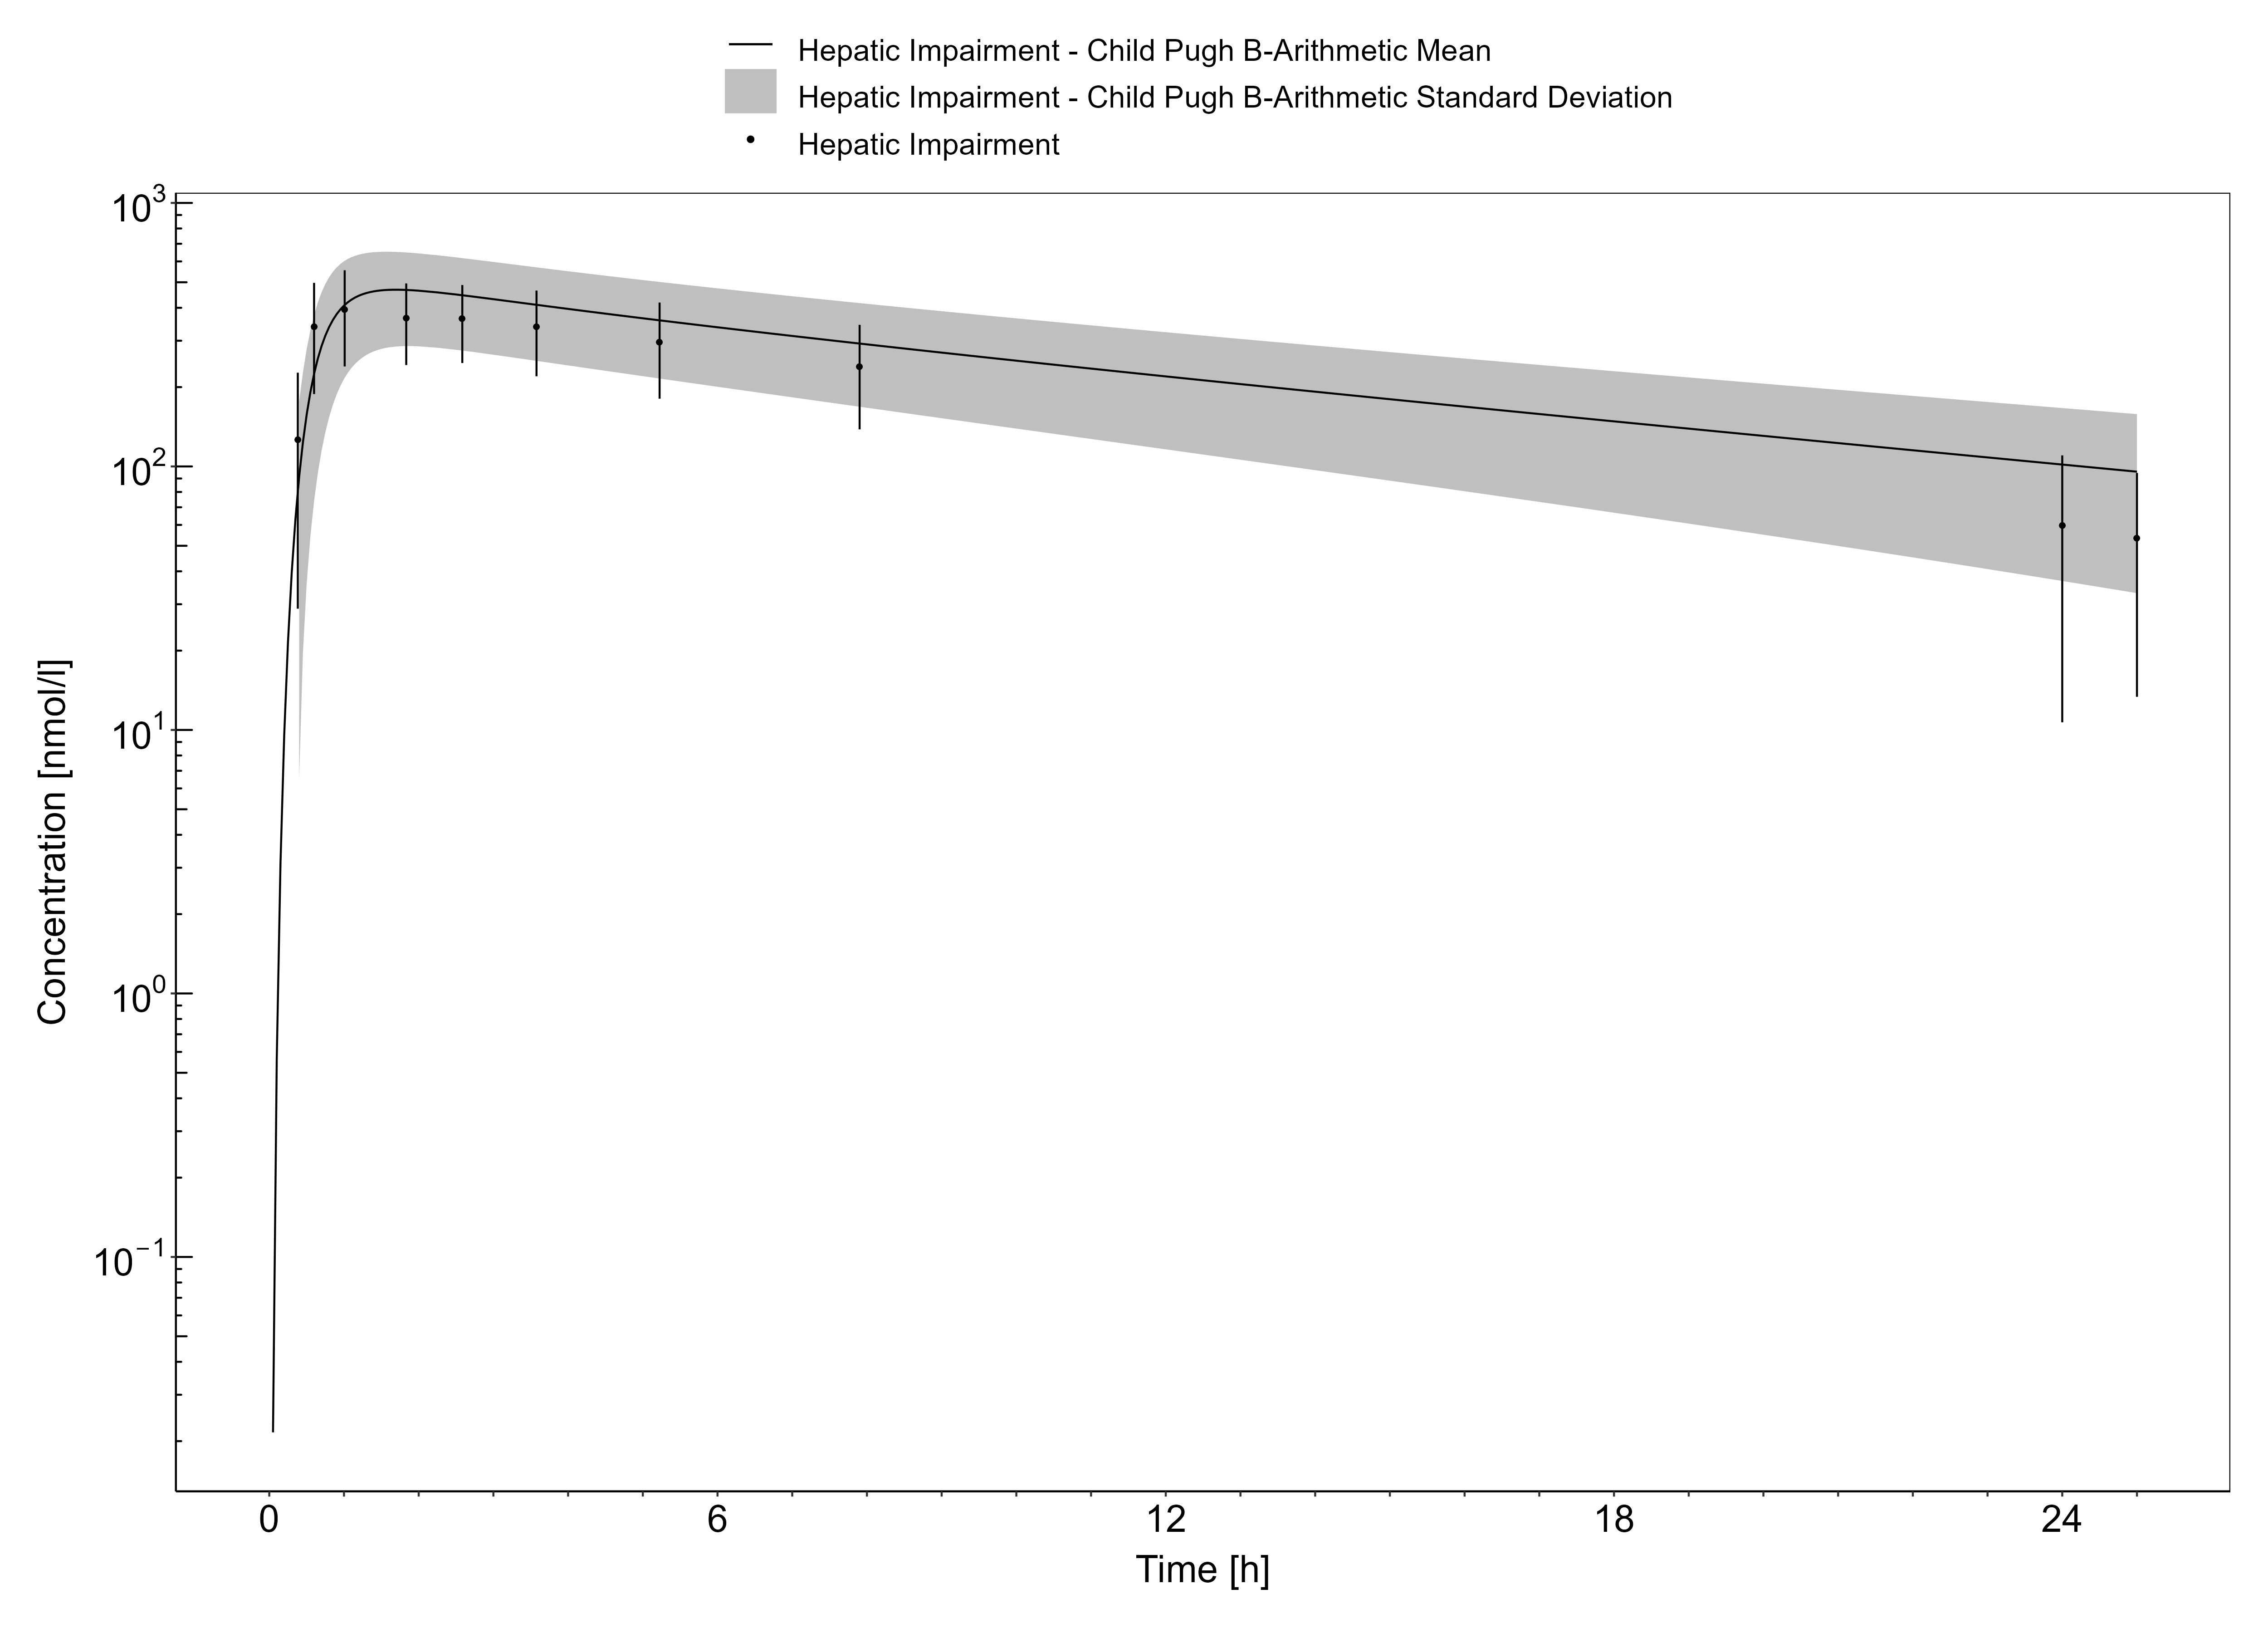 Hepatic Impairment - Child Pugh B-Arithmetic Mean
Hepatic Impairment - Child Pugh B-Arithmetic Standard Deviation
Hepatic Impairment
10³
10²
10¹
10⁰
10⁻¹
Concentration [nmol/l]
0 6 12 18 24
Time [h]